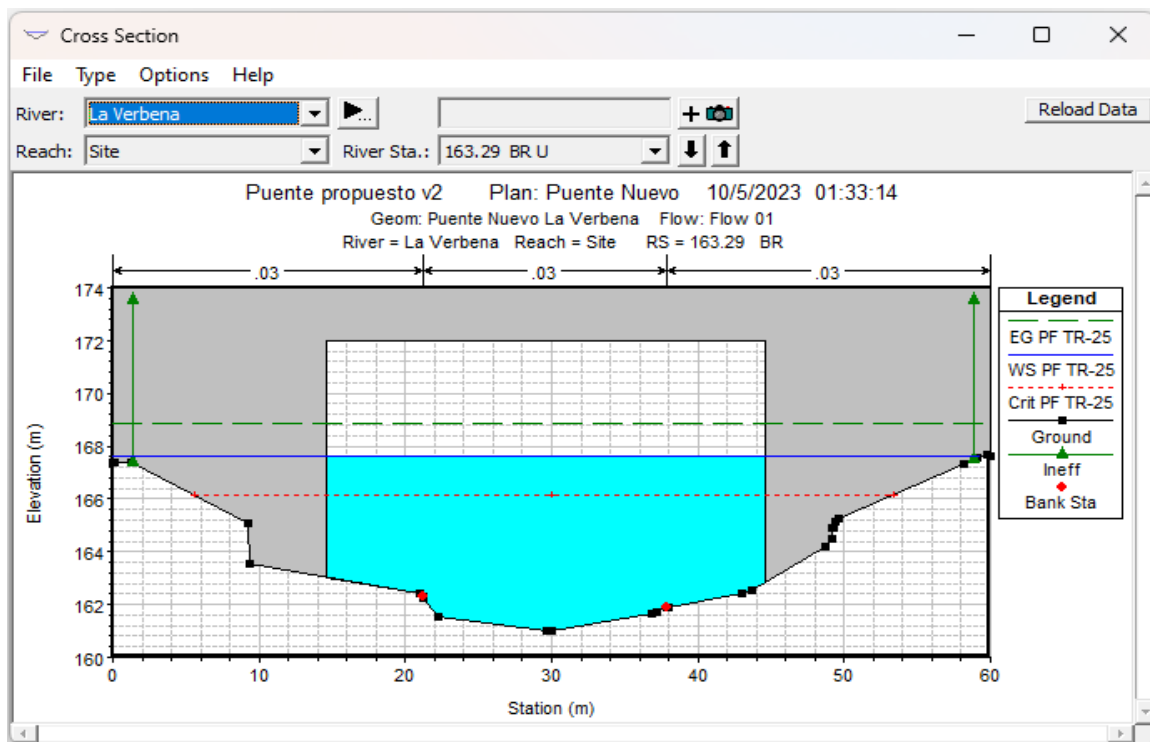 Cross Section
File Type Options Help
River: La Verbena Reload Data
Reach: Site River Sta.: 163.29 BR U
Puente propuesto v2 Plan: Puente Nuevo 10/5/2023 01:33:14
Geom: Puente Nuevo La Verbena Flow: Flow 01
River = La Verbena Reach = Site RS = 163.29 BR
.03 .03 .03
174
172
170
168
166
164
162
160
Elevation (m)
0 10 20 30 40 50 60
Station (m)
Legend
EG PF TR-25
WS PF TR-25
Crit PF TR-25
Ground
Ineff
Bank Sta